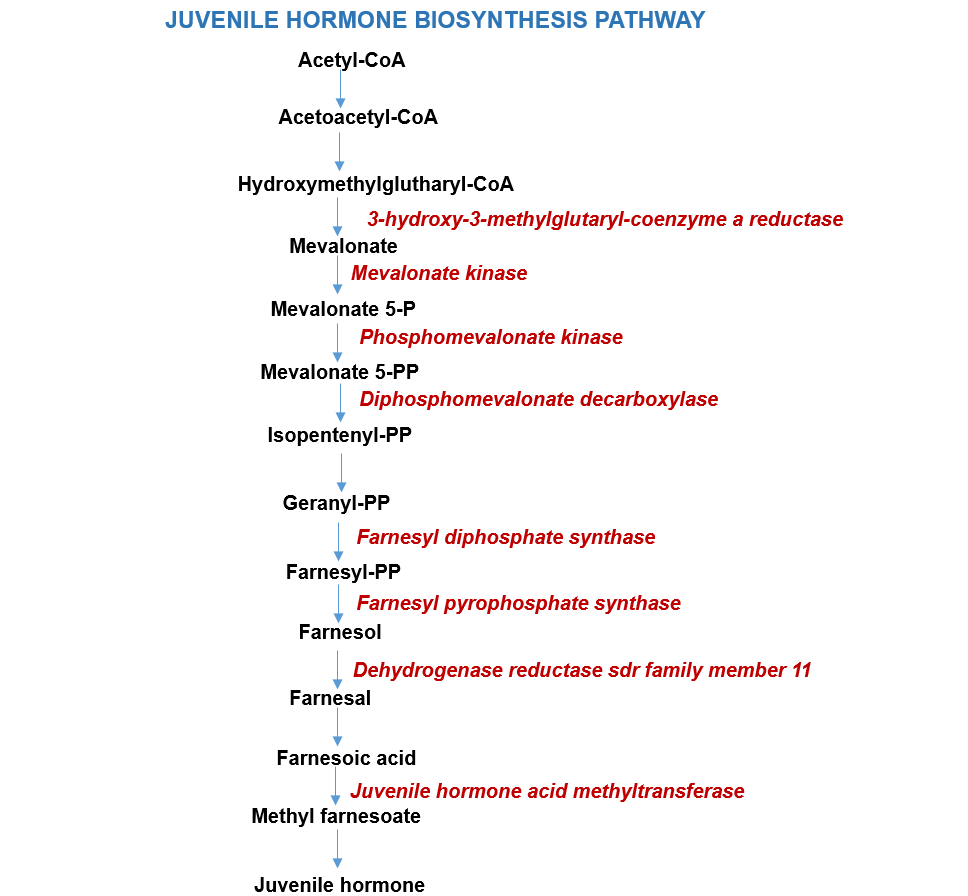 JUVENILE HORMONE BIOSYNTHESIS PATHWAY
Acetyl-CoA
Acetoacetyl-CoA
Hydroxymethylglutharyl-CoA
3-hydroxy-3-methylglutaryl-coenzyme a reductase
Mevalonate
Mevalonate kinase
Mevalonate 5-P
Phosphomevalonate kinase
Mevalonate 5-PP
Diphosphomevalonate decarboxylase
Isopentenyl-PP
Geranyl-PP
Farnesyl diphosphate synthase
Farnesyl-PP
Farnesyl pyrophosphate synthase
Farnesol
Dehydrogenase reductase sdr family member 11
Farnesal
Farnesoic acid
Juvenile hormone acid methyltransferase
Methyl farnesoate
Juvenile hormone